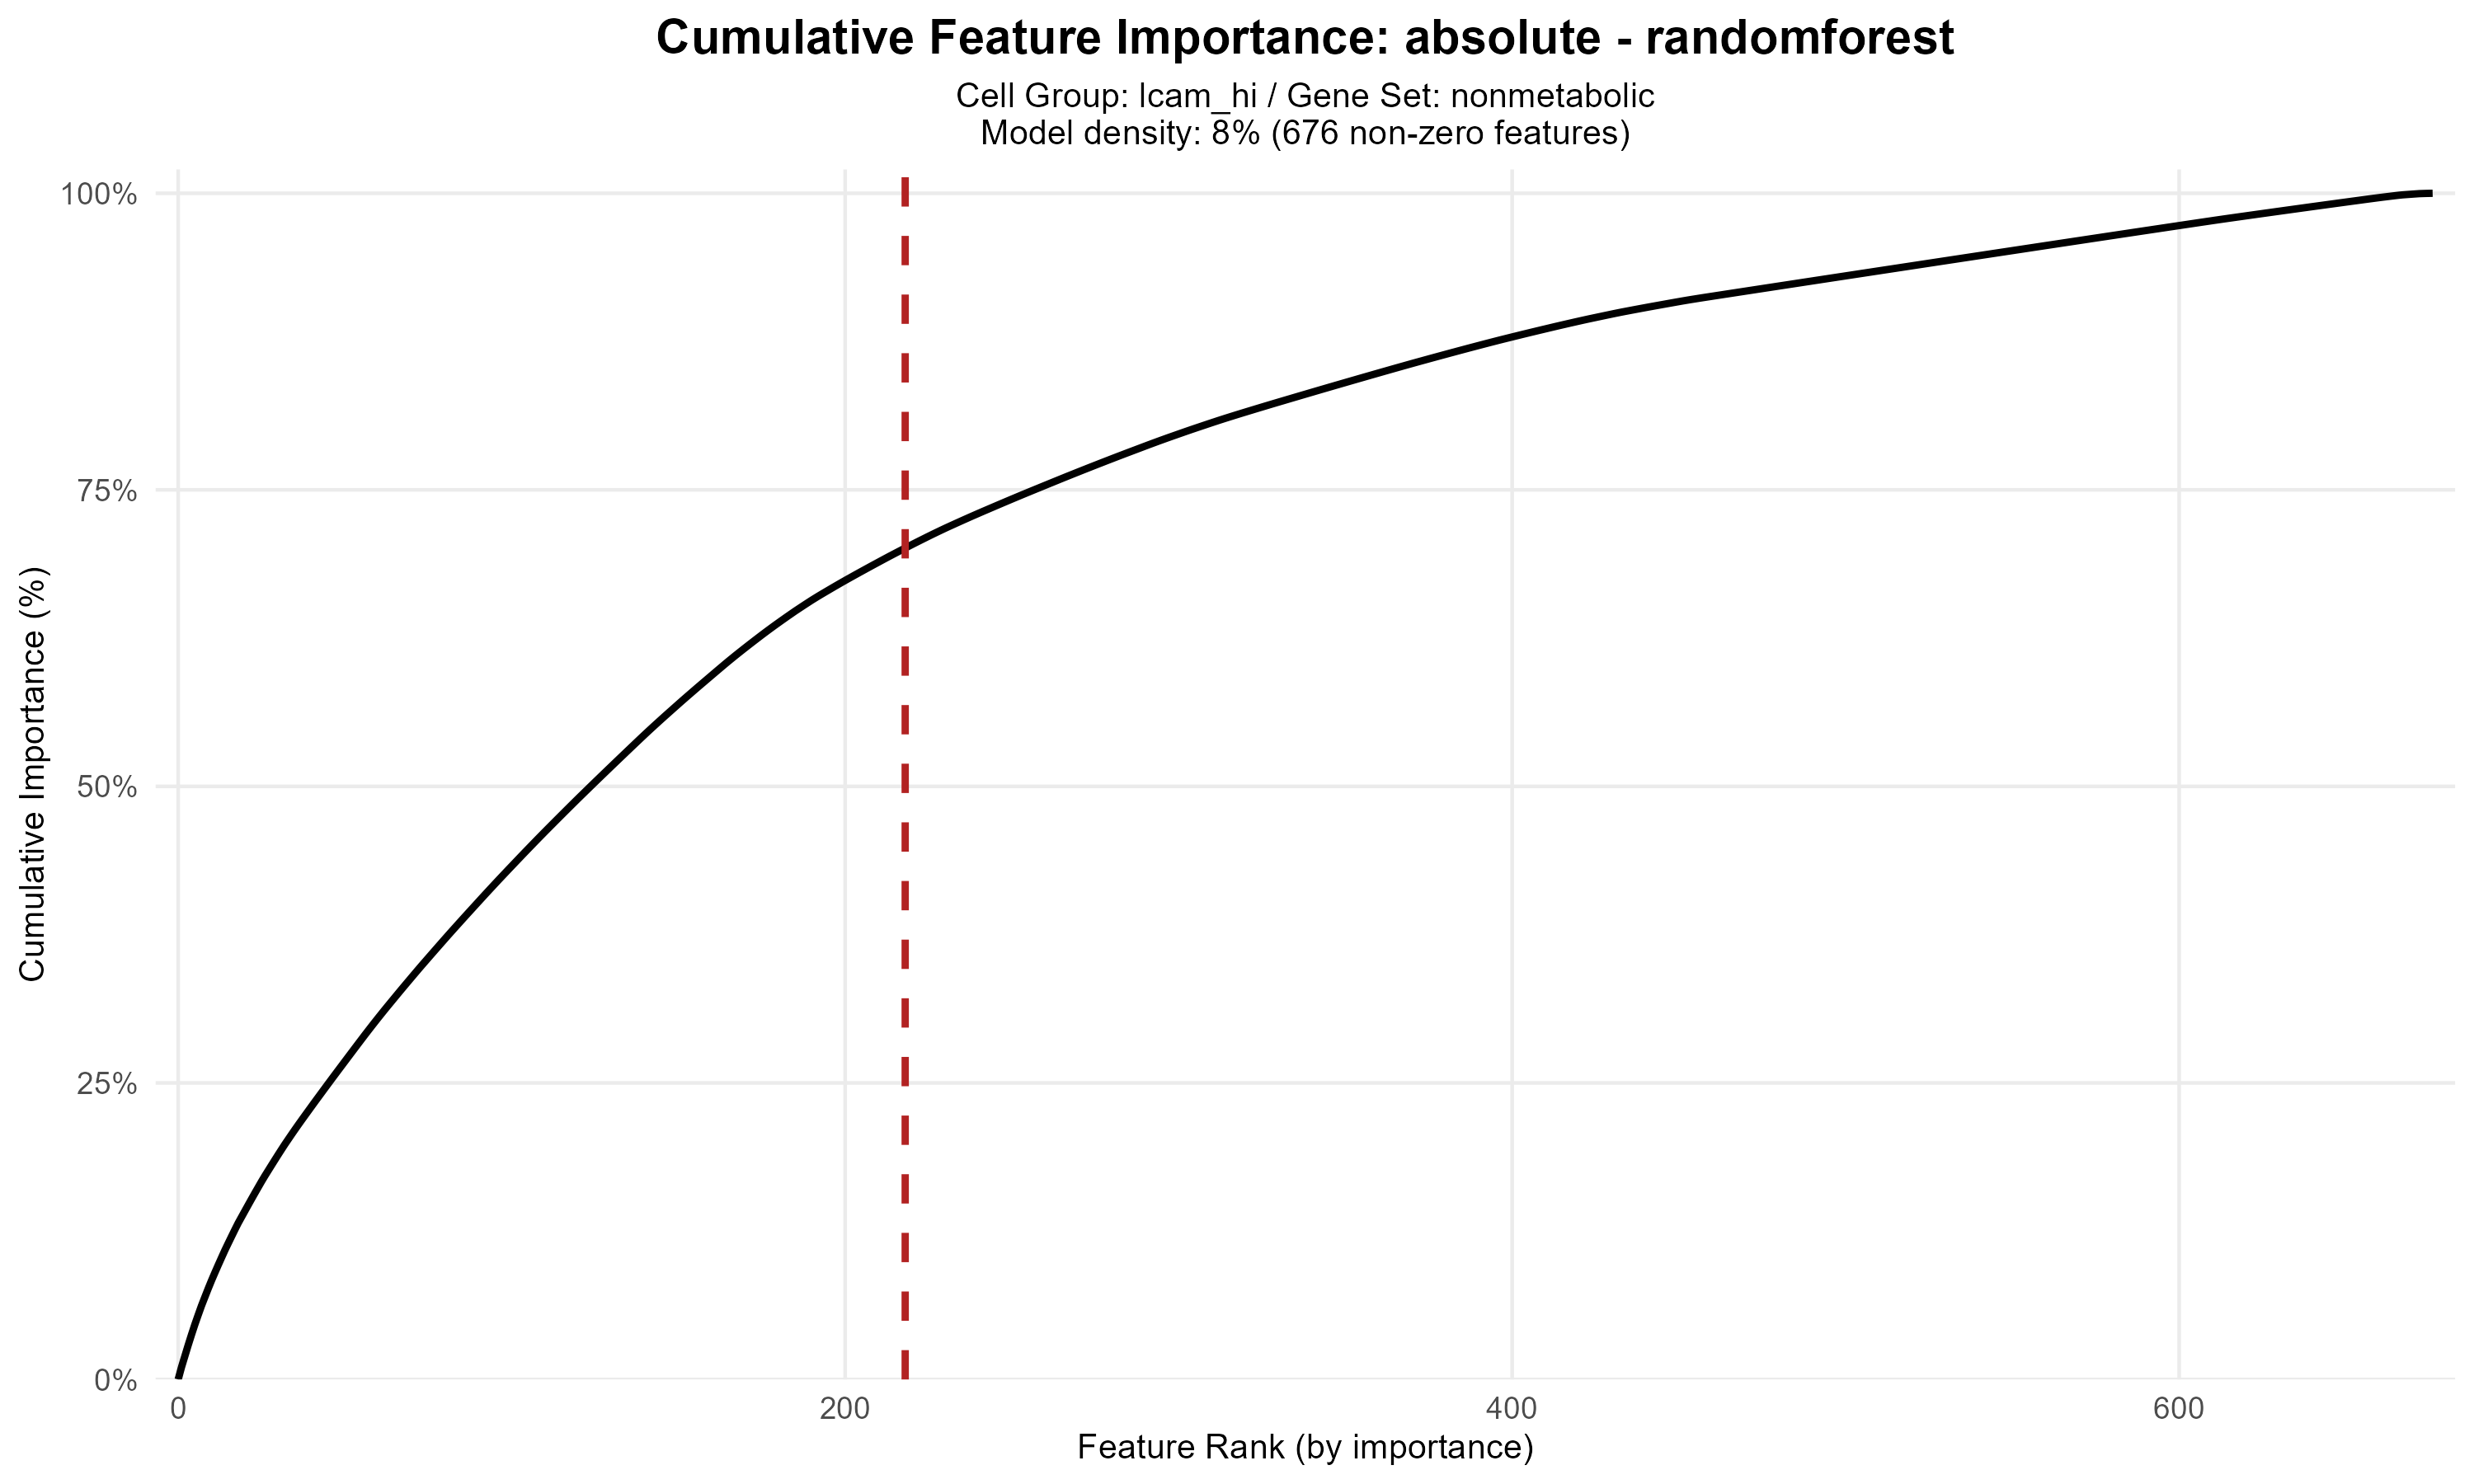 Cumulative Feature Importance: absolute - randomforest
Cell Group: lcam_hi / Gene Set: nonmetabolic
Model density: 8% (676 non-zero features)
Cumulative Importance (%)
100%
75%
50%
25%
0%
0 200 400 600
Feature Rank (by importance)